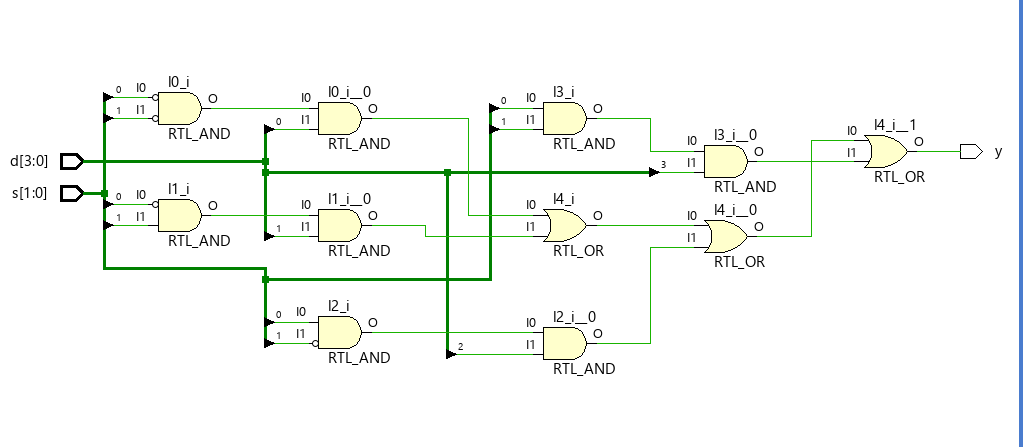 I0_i
0 I0 O
1 I1
RTL_AND
I0_i__0
I0 O
0 I1
RTL_AND
I3_i
0 I0 O
1 I1
RTL_AND
I4_i__1
I0 O
I1
RTL_OR
y
I3_i__0
I0 O
3 I1
RTL_AND
d[3:0]
s[1:0]
I1_i
0 I0 O
1 I1
RTL_AND
I1_i__0
I0 O
1 I1
RTL_AND
I4_i
I0 O
I1
RTL_OR
I4_i__0
I0 O
I1
RTL_OR
I2_i
0 I0 O
1 I1
RTL_AND
I2_i__0
I0 O
2 I1
RTL_AND